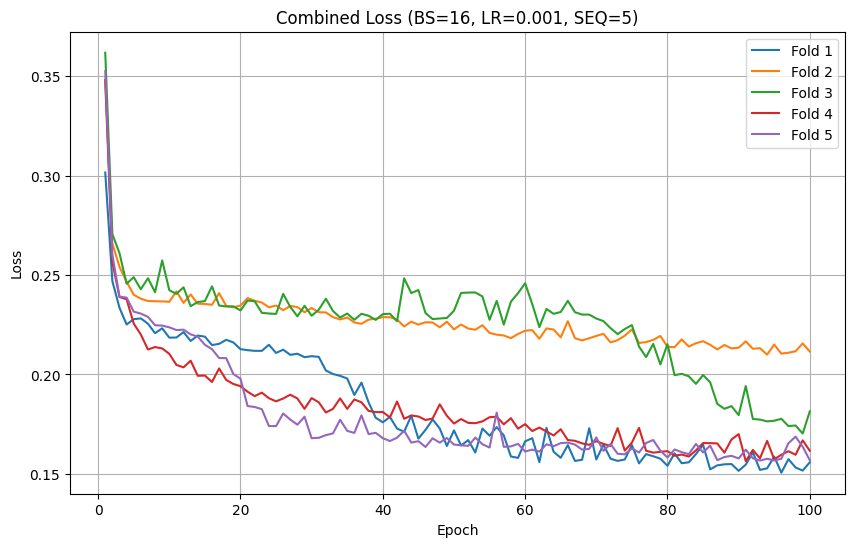 Combined Loss (BS=16, LR=0.001, SEQ=5)
Loss
0.35
0.30
0.25
0.20
0.15
Fold 1
Fold 2
Fold 3
Fold 4
Fold 5
0
20
40
60
80
100
Epoch